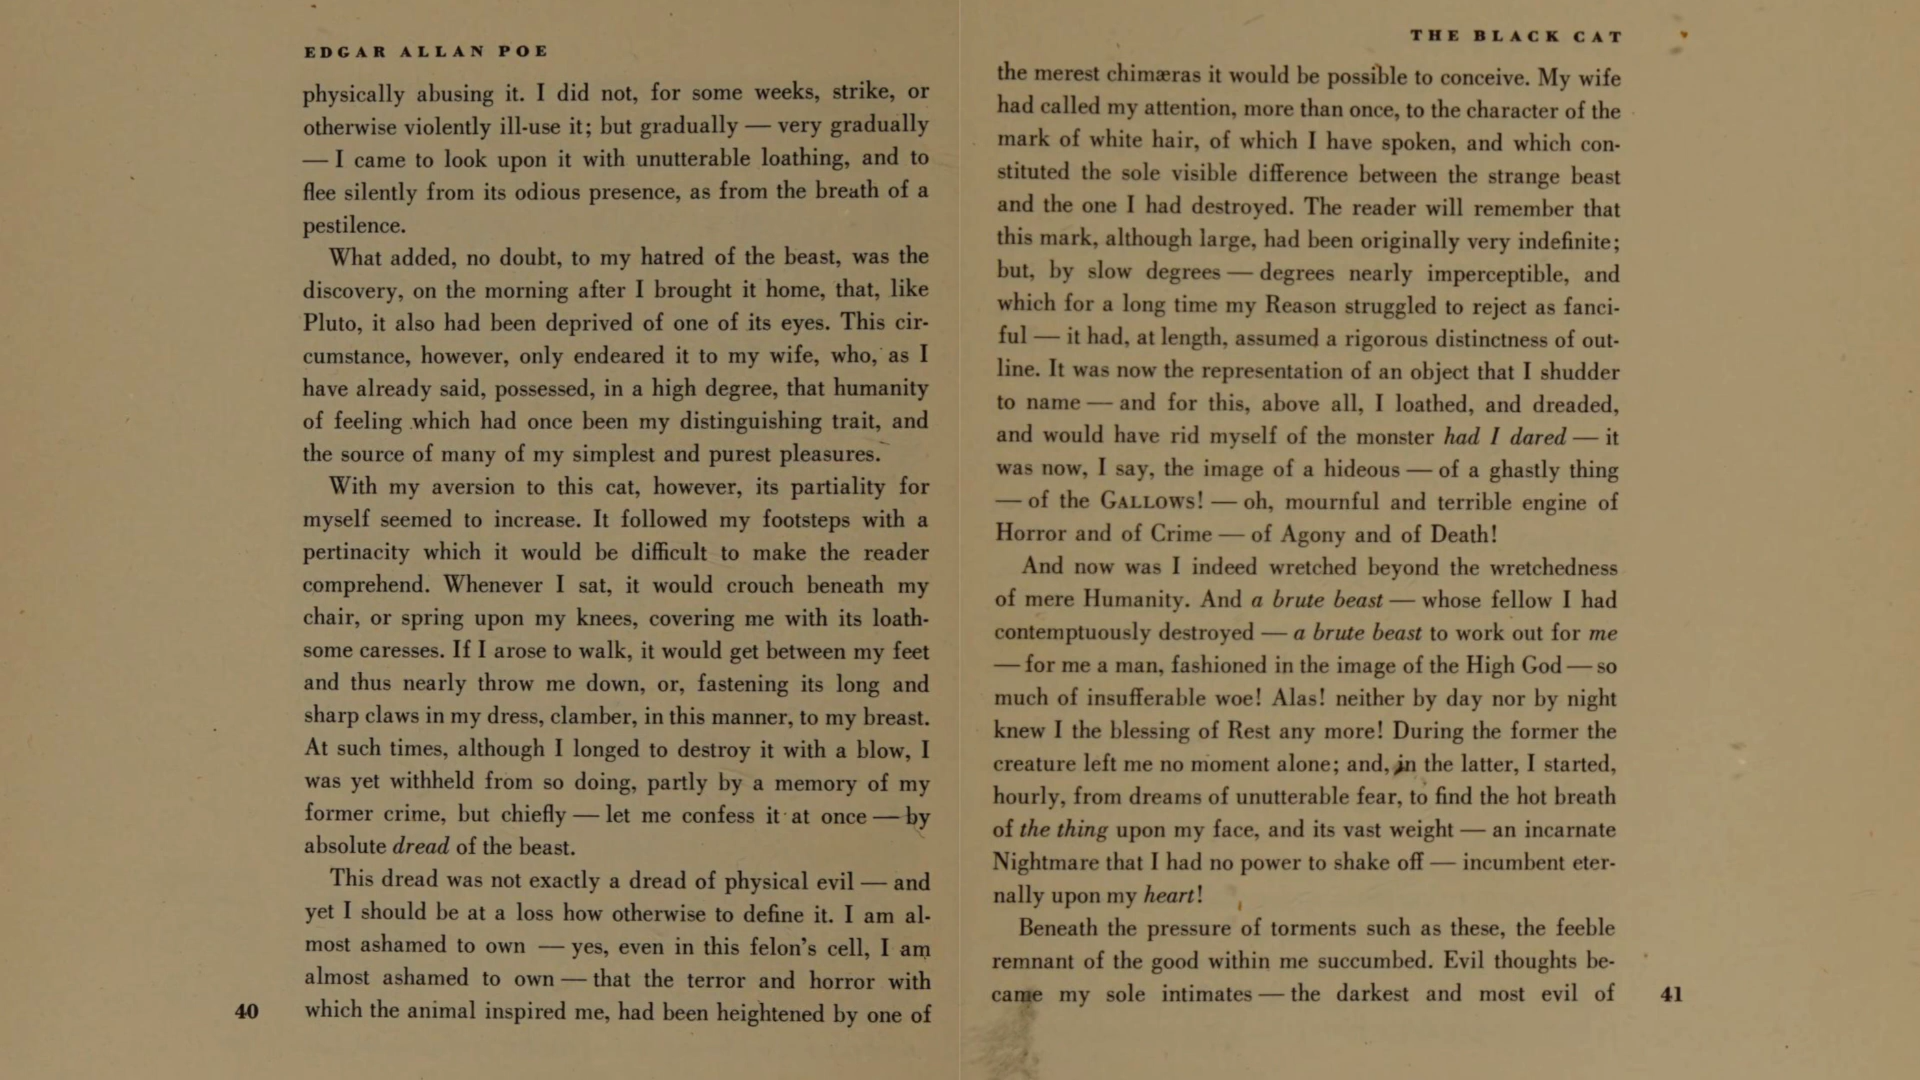 EDGAR ALLAN POE
physically abusing it. I did not, for some weeks, strike, or
otherwise violently ill-use it; but gradually — very gradually
— I came to look upon it with unutterable loathing, and to
flee silently from its odious presence, as from the breath of a
pestilence.
What added, no doubt, to my hatred of the beast, was the
discovery, on the morning after I brought it home, that, like
Pluto, it also had been deprived of one of its eyes. This cir-
cumstance, however, only endeared it to my wife, who, as I
have already said, possessed, in a high degree, that humanity
of feeling which had once been my distinguishing trait, and
the source of many of my simplest and purest pleasures.
With my aversion to this cat, however, its partiality for
myself seemed to increase. It followed my footsteps with a
pertinacity which it would be difficult to make the reader
comprehend. Whenever I sat, it would crouch beneath my
chair, or spring upon my knees, covering me with its loath-
some caresses. If I arose to walk, it would get between my feet
and thus nearly throw me down, or, fastening its long and
sharp claws in my dress, clamber, in this manner, to my breast.
At such times, although I longed to destroy it with a blow, I
was yet withheld from so doing, partly by a memory of my
former crime, but chiefly — let me confess it at once — by
absolute dread of the beast.
This dread was not exactly a dread of physical evil — and
yet I should be at a loss how otherwise to define it. I am al-
most ashamed to own — yes, even in this felon's cell, I am
almost ashamed to own — that the terror and horror with
which the animal inspired me, had been heightened by one of
40
THE BLACK CAT
the merest chimæras it would be possible to conceive. My wife
had called my attention, more than once, to the character of the
mark of white hair, of which I have spoken, and which con-
stituted the sole visible difference between the strange beast
and the one I had destroyed. The reader will remember that
this mark, although large, had been originally very indefinite;
but, by slow degrees — degrees nearly imperceptible, and
which for a long time my Reason struggled to reject as fanci-
ful — it had, at length, assumed a rigorous distinctness of out-
line. It was now the representation of an object that I shudder
to name — and for this, above all, I loathed, and dreaded,
and would have rid myself of the monster had I dared — it
was now, I say, the image of a hideous — of a ghastly thing
— of the GALLOWS! — oh, mournful and terrible engine of
Horror and of Crime — of Agony and of Death!
And now was I indeed wretched beyond the wretchedness
of mere Humanity. And a brute beast — whose fellow I had
contemptuously destroyed — a brute beast to work out for me
— for me a man, fashioned in the image of the High God — so
much of insufferable woe! Alas! neither by day nor by night
knew I the blessing of Rest any more! During the former the
creature left me no moment alone; and, in the latter, I started,
hourly, from dreams of unutterable fear, to find the hot breath
of the thing upon my face, and its vast weight — an incarnate
Nightmare that I had no power to shake off — incumbent eter-
nally upon my heart!
Beneath the pressure of torments such as these, the feeble
remnant of the good within me succumbed. Evil thoughts be-
came my sole intimates — the darkest and most evil of
41